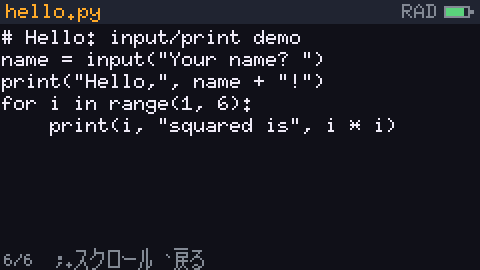 hello.py RAD
# Hello: input/print demo
name = input("Your name? ")
print("Hello,", name + "!")
for i in range(1, 6):
    print(i, "squared is", i * i)
6/6 ;.スクロール `戻る